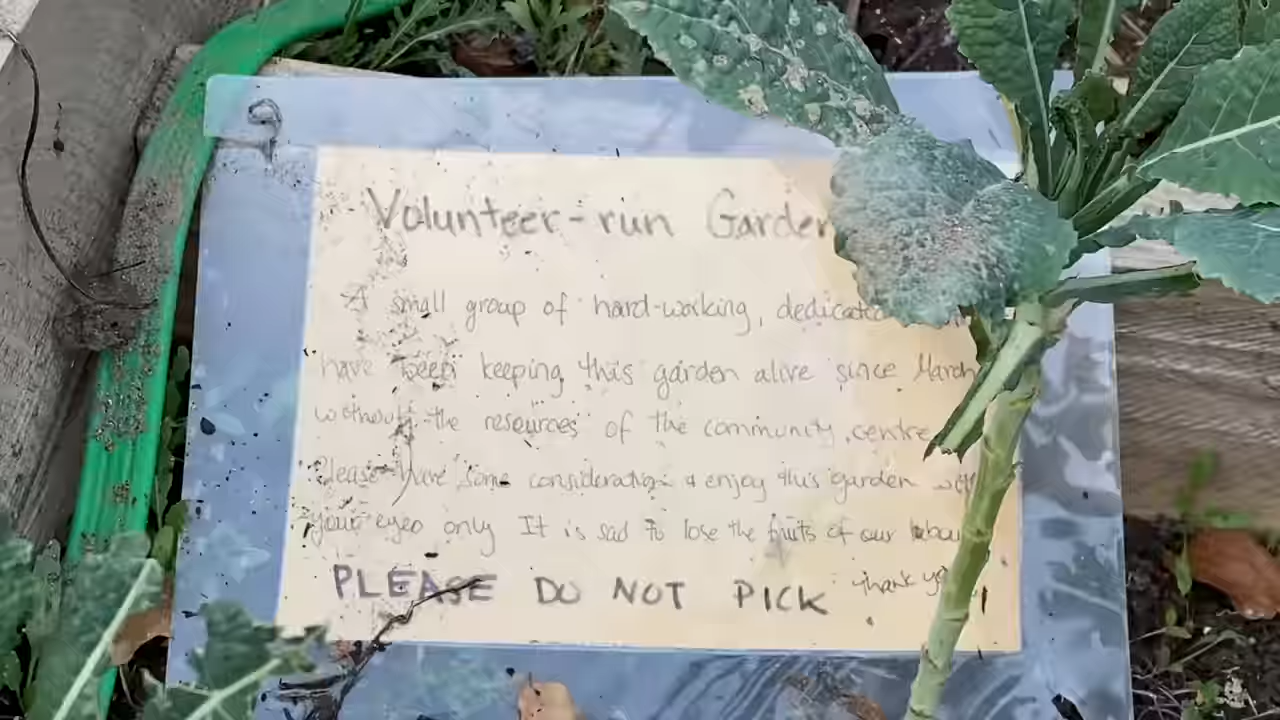 Volunteer-run Garden
A small group of hard-working, dedicated
have been keeping this garden alive since March
without the resources of the community centre
Please have some consideration & enjoy this garden with
your eyes only It is sad to lose the fruits of our labour
PLEASE DO NOT PICK
thank you